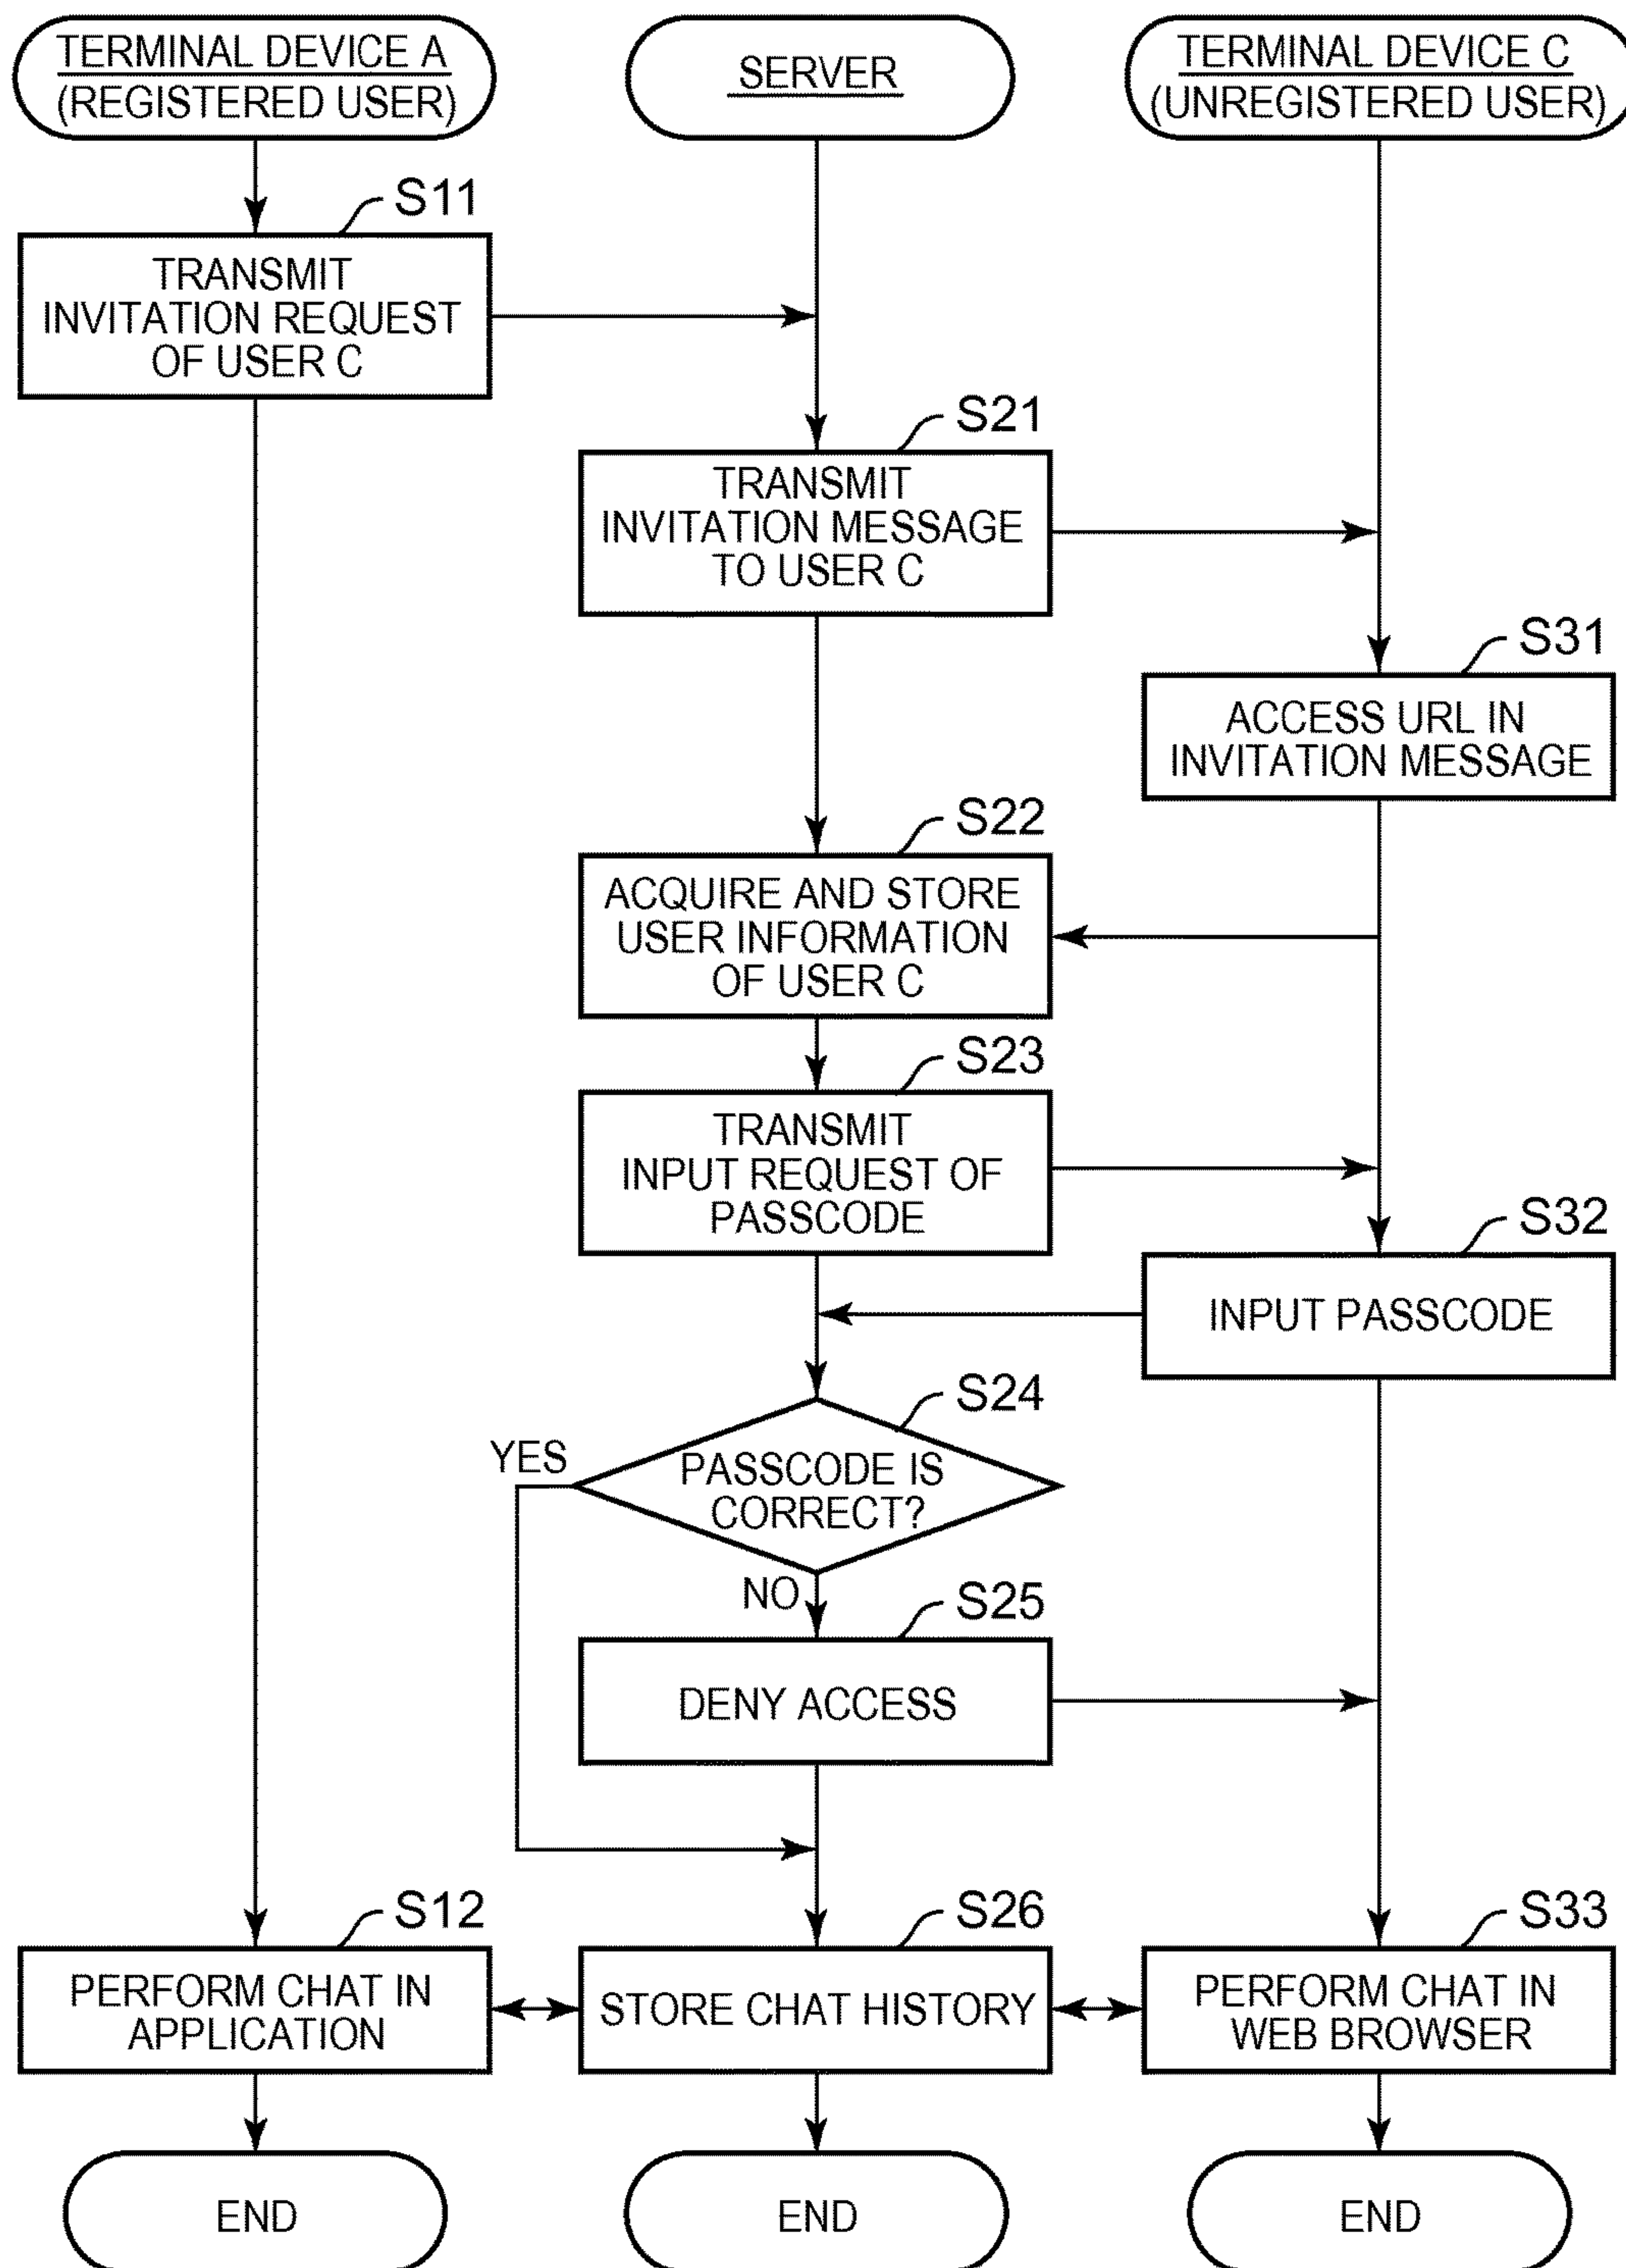 TERMINAL DEVICE A
(REGISTERED USER)
SERVER
TERMINAL DEVICE C
(UNREGISTERED USER)
S11
TRANSMIT
INVITATION REQUEST
OF USER C
S21
TRANSMIT
INVITATION MESSAGE
TO USER C
S31
ACCESS URL IN
INVITATION MESSAGE
S22
ACQUIRE AND STORE
USER INFORMATION
OF USER C
S23
TRANSMIT
INPUT REQUEST OF
PASSCODE
S32
INPUT PASSCODE
S24
YES
PASSCODE IS
CORRECT?
NO
S25
DENY ACCESS
S12
PERFORM CHAT IN
APPLICATION
S26
STORE CHAT HISTORY
S33
PERFORM CHAT IN
WEB BROWSER
END
END
END